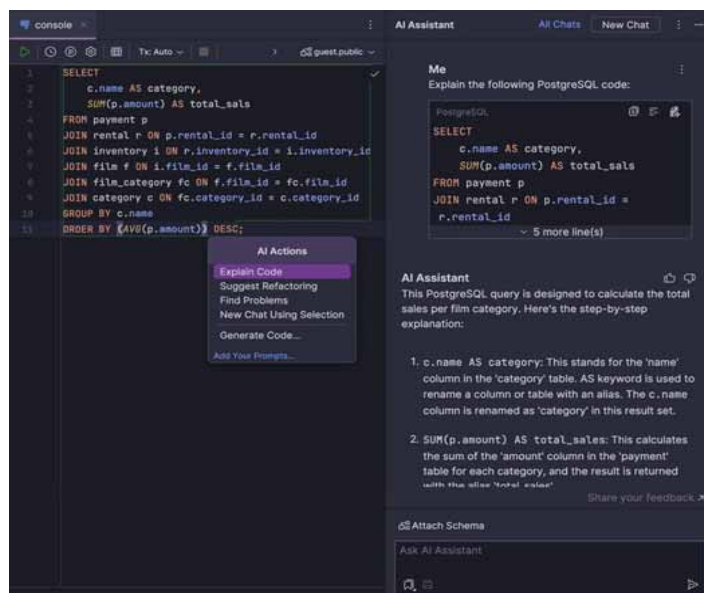 console
AI Assistant
All Chats
New Chat
Tx: Auto
guest.public
1 SELECT
2 c.name AS category,
3 SUM(p.amount) AS total_sals
4 FROM payment p
5 JOIN rental r ON p.rental_id = r.rental_id
6 JOIN inventory i ON r.inventory_id = i.inventory_id
7 JOIN film f ON i.film_id = f.film_id
8 JOIN film_category fc ON f.film_id = fc.film_id
9 JOIN category c ON fc.category_id = c.category_id
10 GROUP BY c.name
11 ORDER BY (AVG(p.amount)) DESC;
AI Actions
Explain Code
Suggest Refactoring
Find Problems
New Chat Using Selection
Generate Code...
Add Your Prompts...
Me
Explain the following PostgreSQL code:
PostgreSQL
SELECT
c.name AS category,
SUM(p.amount) AS total_sals
FROM payment p
JOIN rental r ON p.rental_id =
r.rental_id
5 more line(s)
AI Assistant
This PostgreSQL query is designed to calculate the total
sales per film category. Here's the step-by-step
explanation:
1. c.name AS category: This stands for the 'name'
column in the 'category' table. AS keyword is used to
rename a column or table with an alias. The c.name
column is renamed as 'category' in this result set.
2. SUM(p.amount) AS total_sales: This calculates
the sum of the 'amount' column in the 'payment'
table for each category, and the result is returned
with the alias 'total_sales'
Share your feedback
Attach Schema
Ask AI Assistant